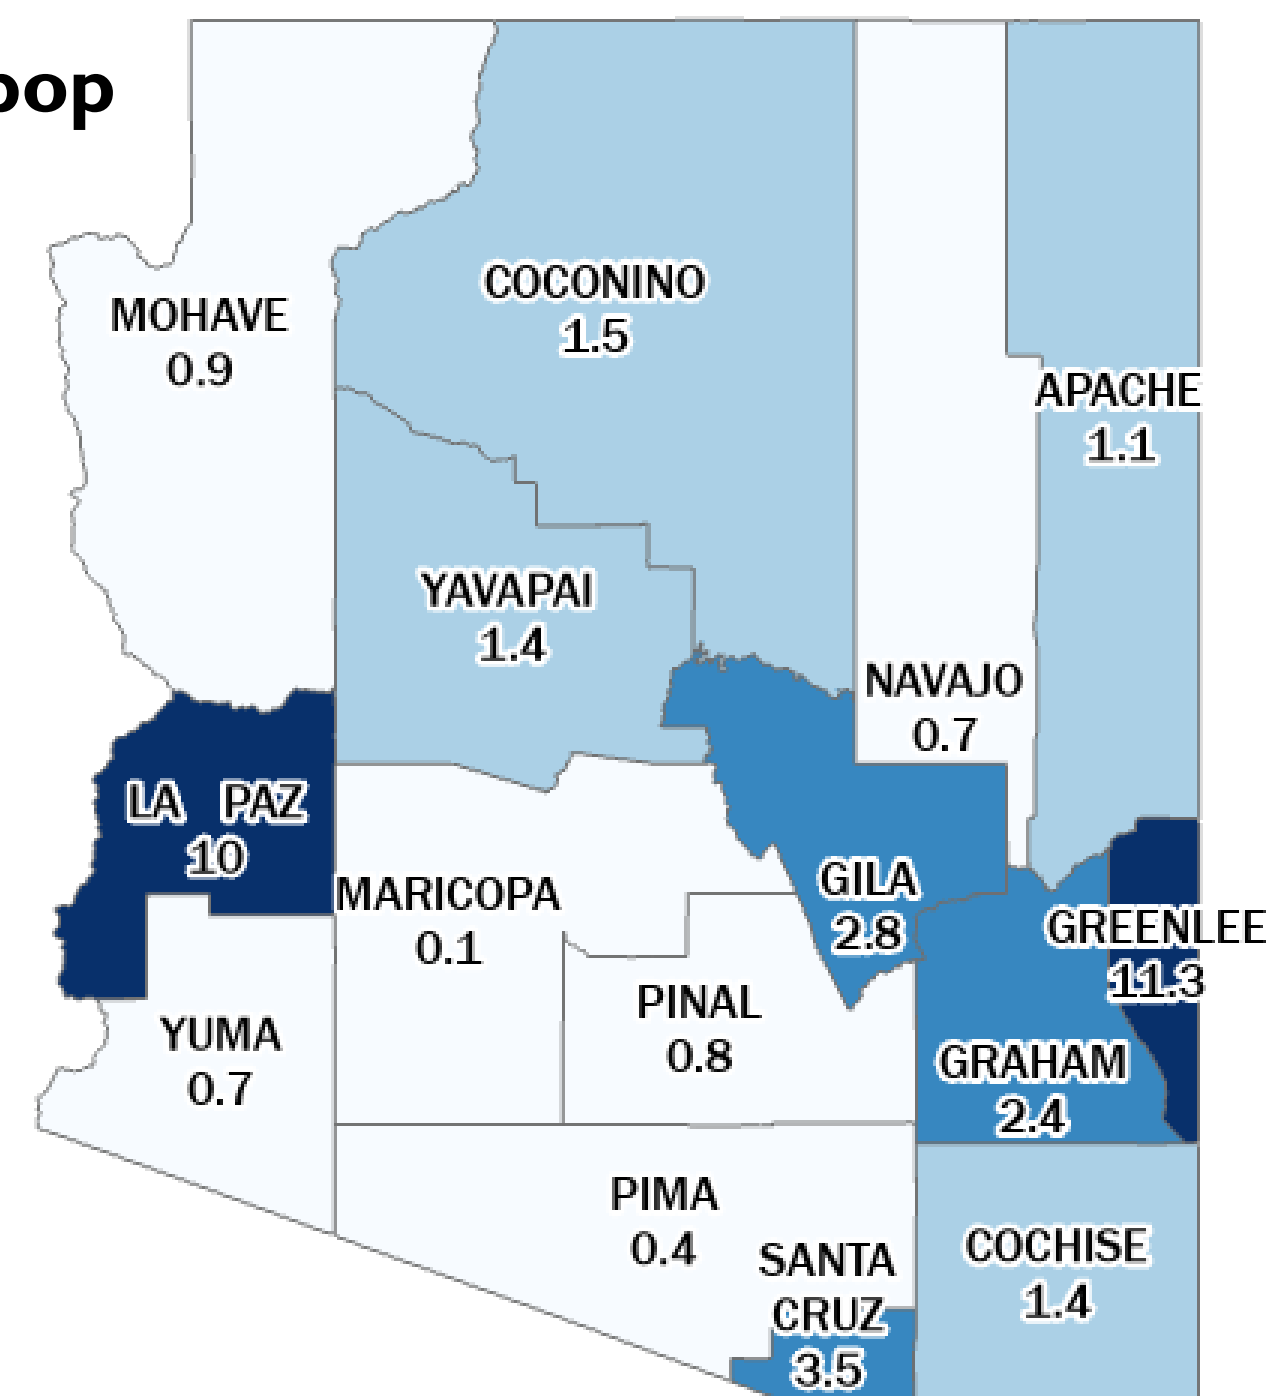 pop
COCONINO
1.5
MOHAVE
0.9
APACHE
1.1
YAVAPAI
1.4
NAVAJO
0.7
LA PAZ
10
MARICOPA
0.1
GILA
2.8
GREENLEE
11.3
PINAL
0.8
YUMA
0.7
GRAHAM
2.4
PIMA
0.4
SANTA
CRUZ
3.5
COCHISE
1.4